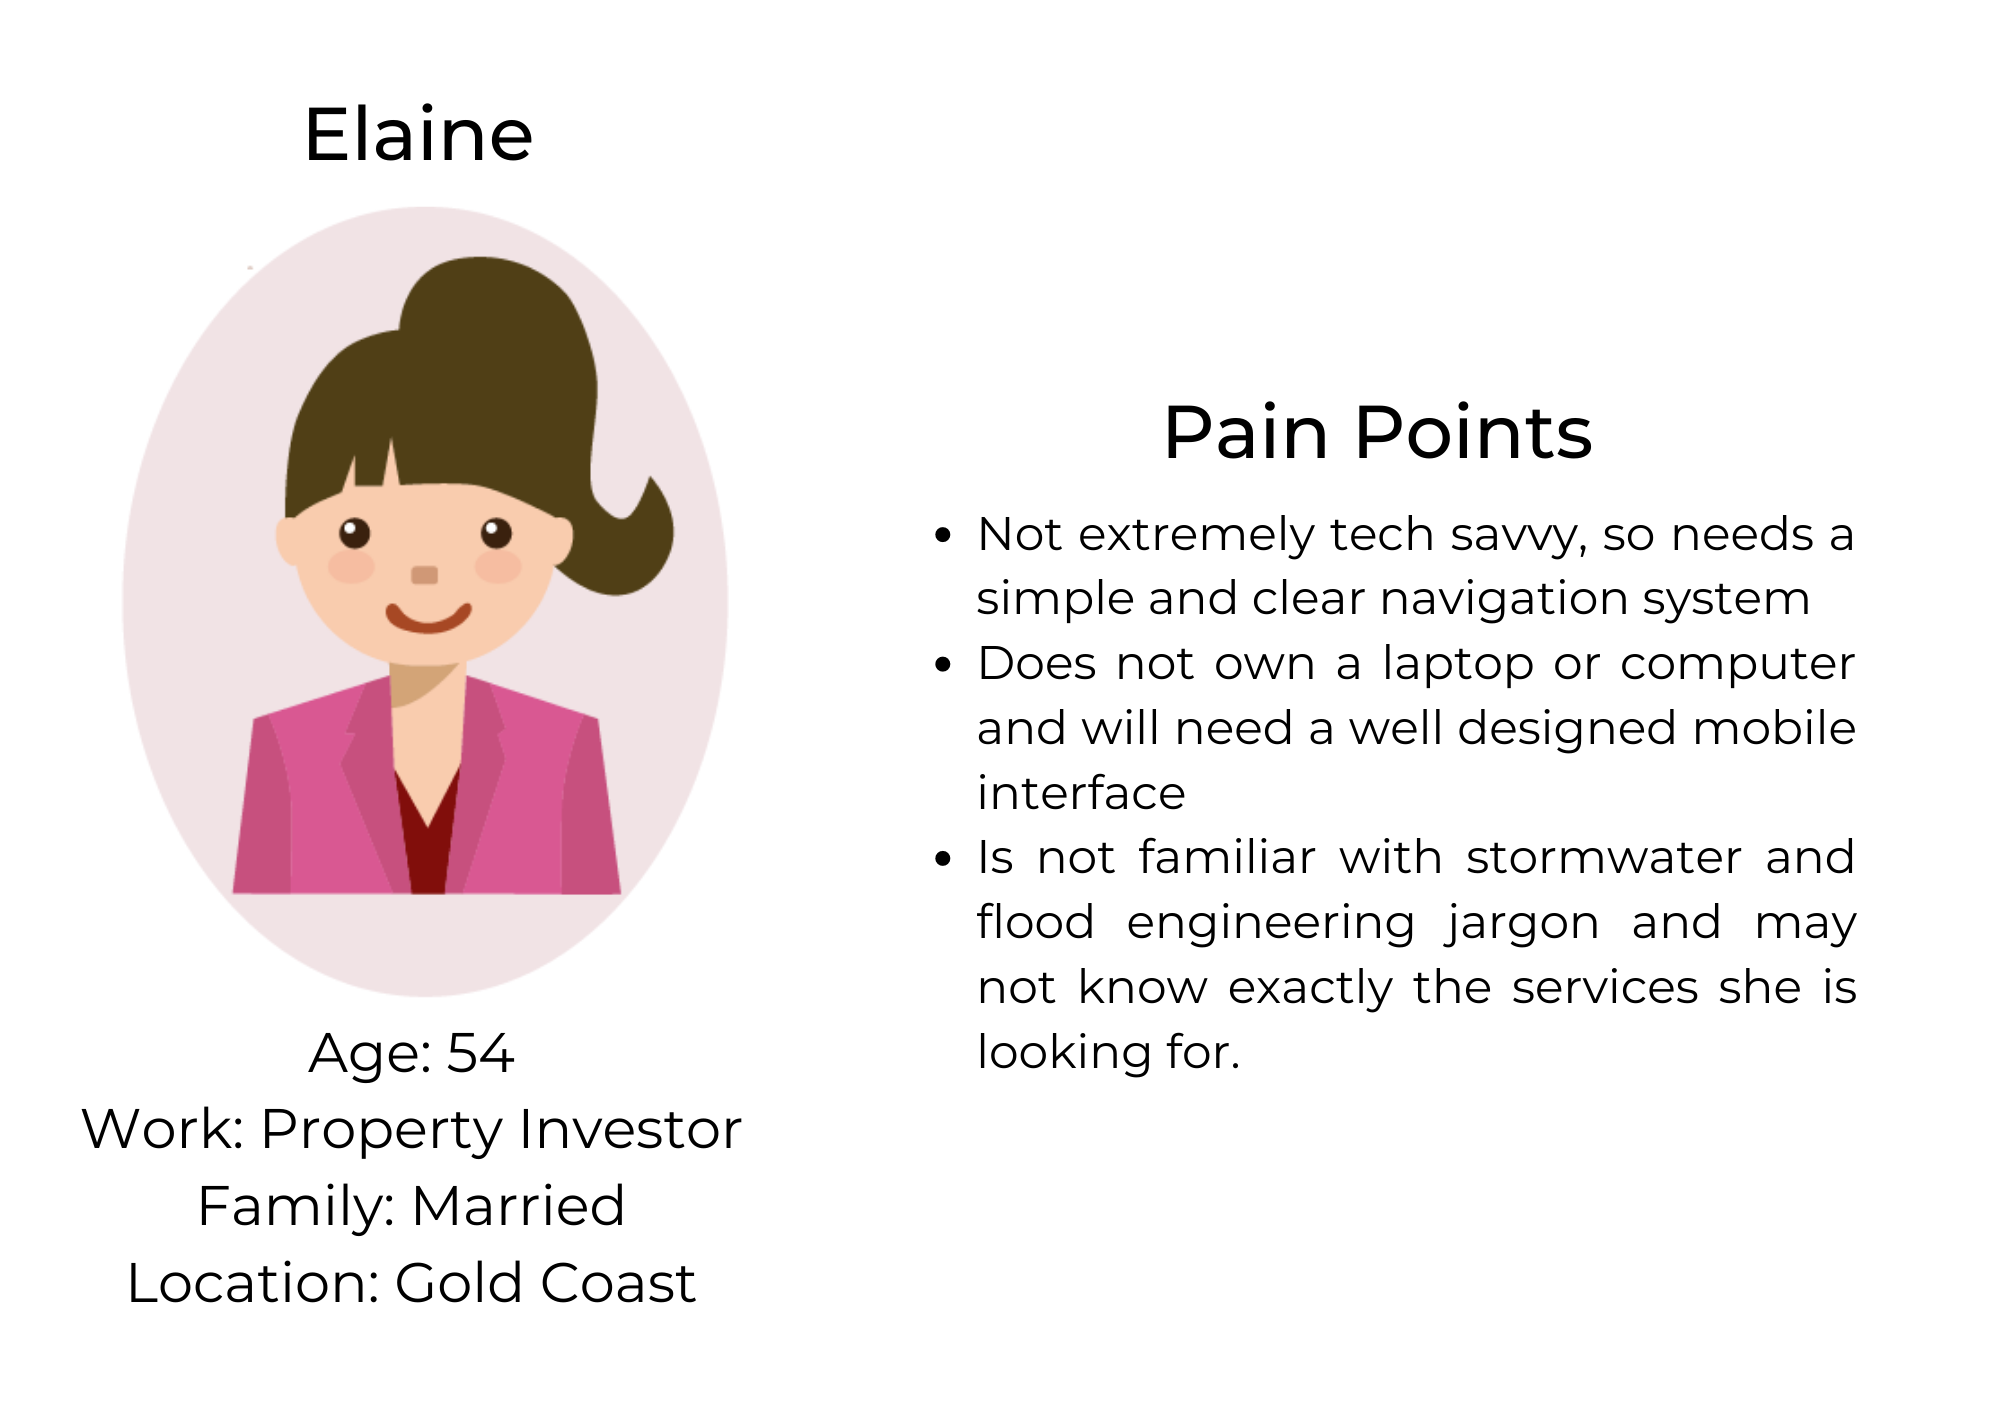 Elaine
Age: 54
Work: Property Investor
Family: Married
Location: Gold Coast
Pain Points
• Not extremely tech savvy, so needs a
simple and clear navigation system
• Does not own a laptop or computer
and will need a well designed mobile
interface
• Is not familiar with stormwater and
flood engineering jargon and may
not know exactly the services she is
looking for.